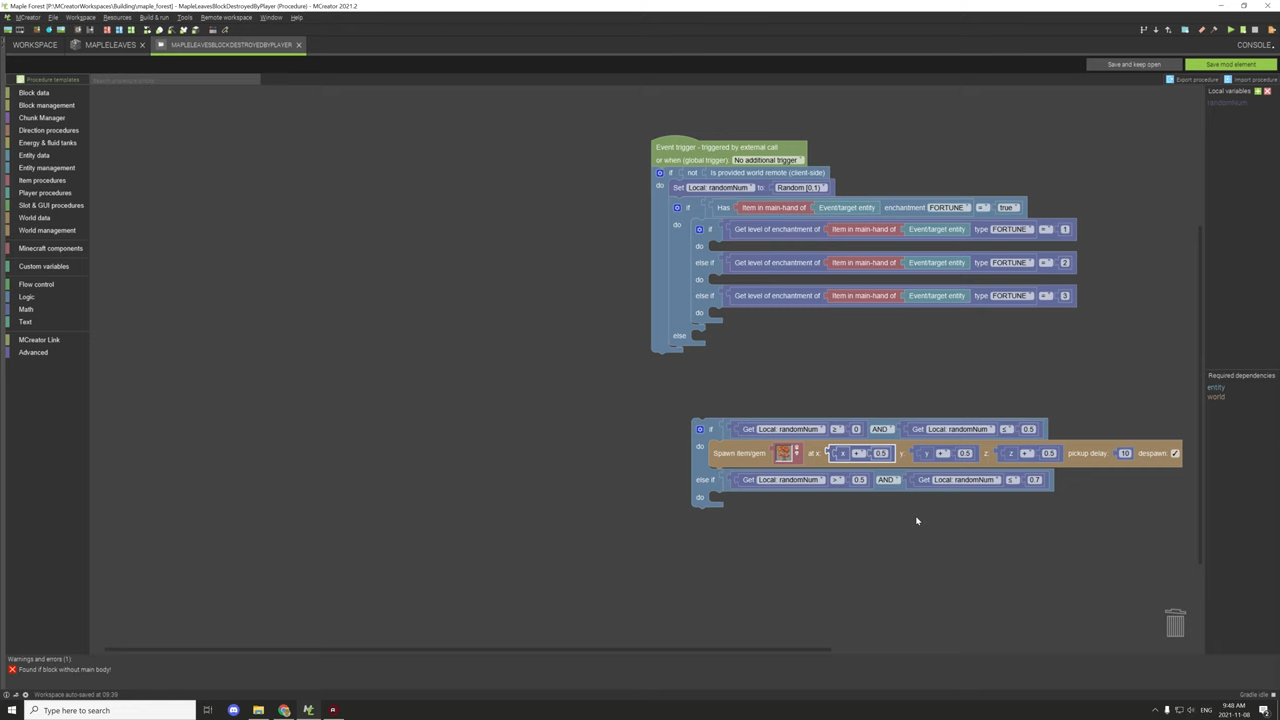 Maple Forest [P:\MCreatorWorkspaces\Building\maple_forest] - MapleLeavesBlockDestroyedByPlayer (Procedure) - MCreator 2021.2
MCreator File Workspace Resources Build & run Tools Remote workspace Window Help
WORKSPACE MAPLELEAVES MAPLELEAVESBLOCKDESTROYEDBYPLAYER CONSOLE
Save and keep open Save mod element
Procedure templates Export procedure Import procedure
Block data
Block management
Chunk Manager
Direction procedures
Energy & fluid tanks
Entity data
Entity management
Item procedures
Player procedures
Slot & GUI procedures
World data
World management
Minecraft components
Custom variables
Flow control
Logic
Math
Text
MCreator Link
Advanced
Event trigger - triggered by external call
or when (global trigger): No additional trigger
if not Is provided world remote (client-side)
do Set Local: randomNum to: Random [0,1)
if Has Item in main-hand of Event/target entity enchantment FORTUNE = true
do if Get level of enchantment of Item in main-hand of Event/target entity type FORTUNE = 1
do
else if Get level of enchantment of Item in main-hand of Event/target entity type FORTUNE = 2
do
else if Get level of enchantment of Item in main-hand of Event/target entity type FORTUNE = 3
do
else
if Get Local: randomNum ≥ 0 AND Get Local: randomNum ≤ 0.5
do Spawn item/gem at x: x + 0.5 y: y + 0.5 z: z + 0.5 pickup delay: 10 despawn:
else if Get Local: randomNum > 0.5 AND Get Local: randomNum ≤ 0.7
do
Local variables
randomNum
Required dependencies
entity
world
Warnings and errors (1)
Found if block without main body!
Workspace auto-saved at 09:39 Gradle idle
Type here to search ENG 9:48 AM
2021-11-08